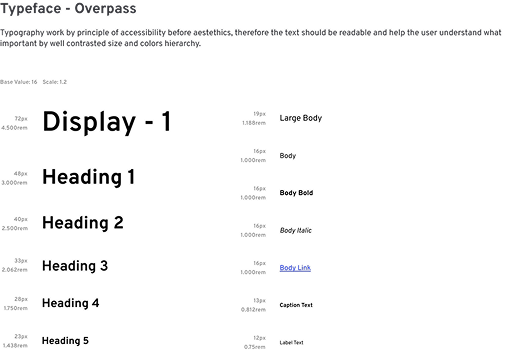 Typeface - Overpass
Typography work by principle of accessibility before aestethics, therefore the text should be readable and help the user understand what
important by well contrasted size and colors hierarchy.
Base Value: 16 Scale: 1.2
72px
4.500rem
Display - 1
48px
3.000rem
Heading 1
40px
2.500rem
Heading 2
33px
2.062rem
Heading 3
28px
1.750rem
Heading 4
23px
1.438rem
Heading 5
19px
1.188rem
Large Body
16px
1.000rem
Body
16px
1.000rem
Body Bold
16px
1.000rem
Body Italic
16px
1.000rem
Body Link
13px
0.812rem
Caption Text
12px
0.75rem
Label Text